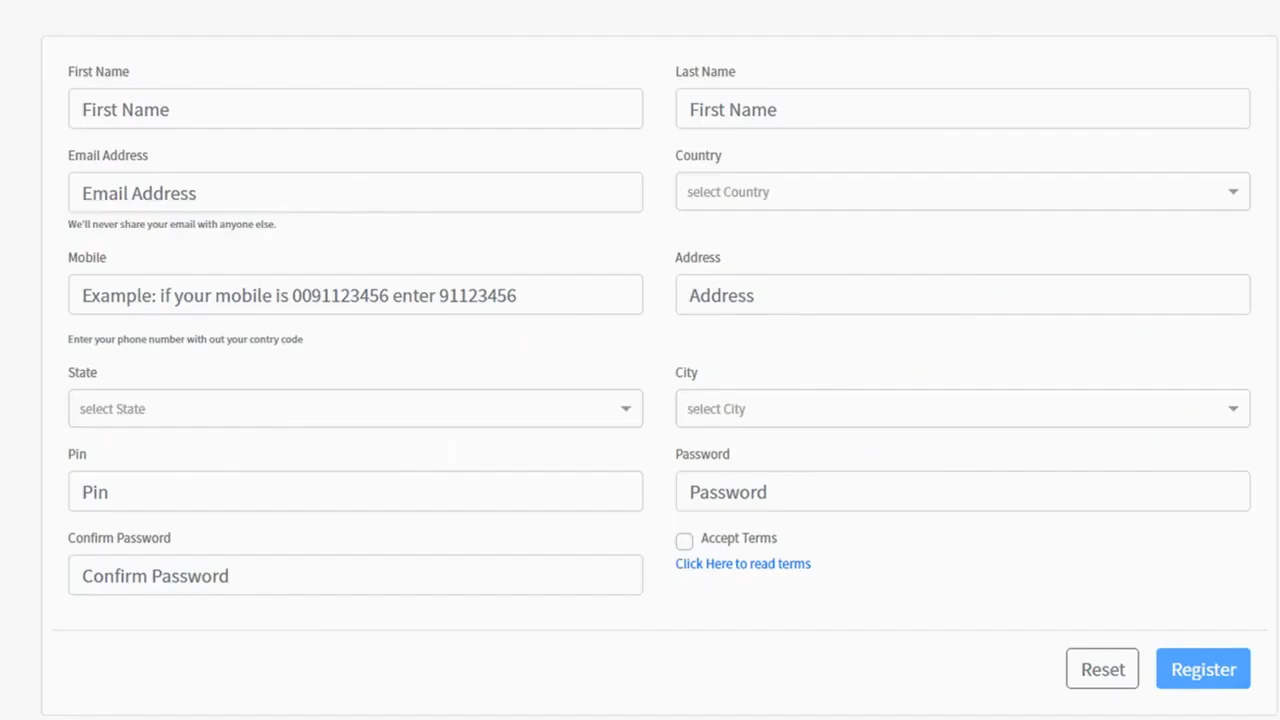 First Name
Last Name
First Name
First Name
Email Address
Country
Email Address
select Country
We'll never share your email with anyone else.
Mobile
Address
Example: if your mobile is 0091123456 enter 91123456
Address
Enter your phone number with out your contry code
State
City
select State
select City
Pin
Password
Pin
Password
Confirm Password
Accept Terms
Click Here to read terms
Confirm Password
Reset
Register